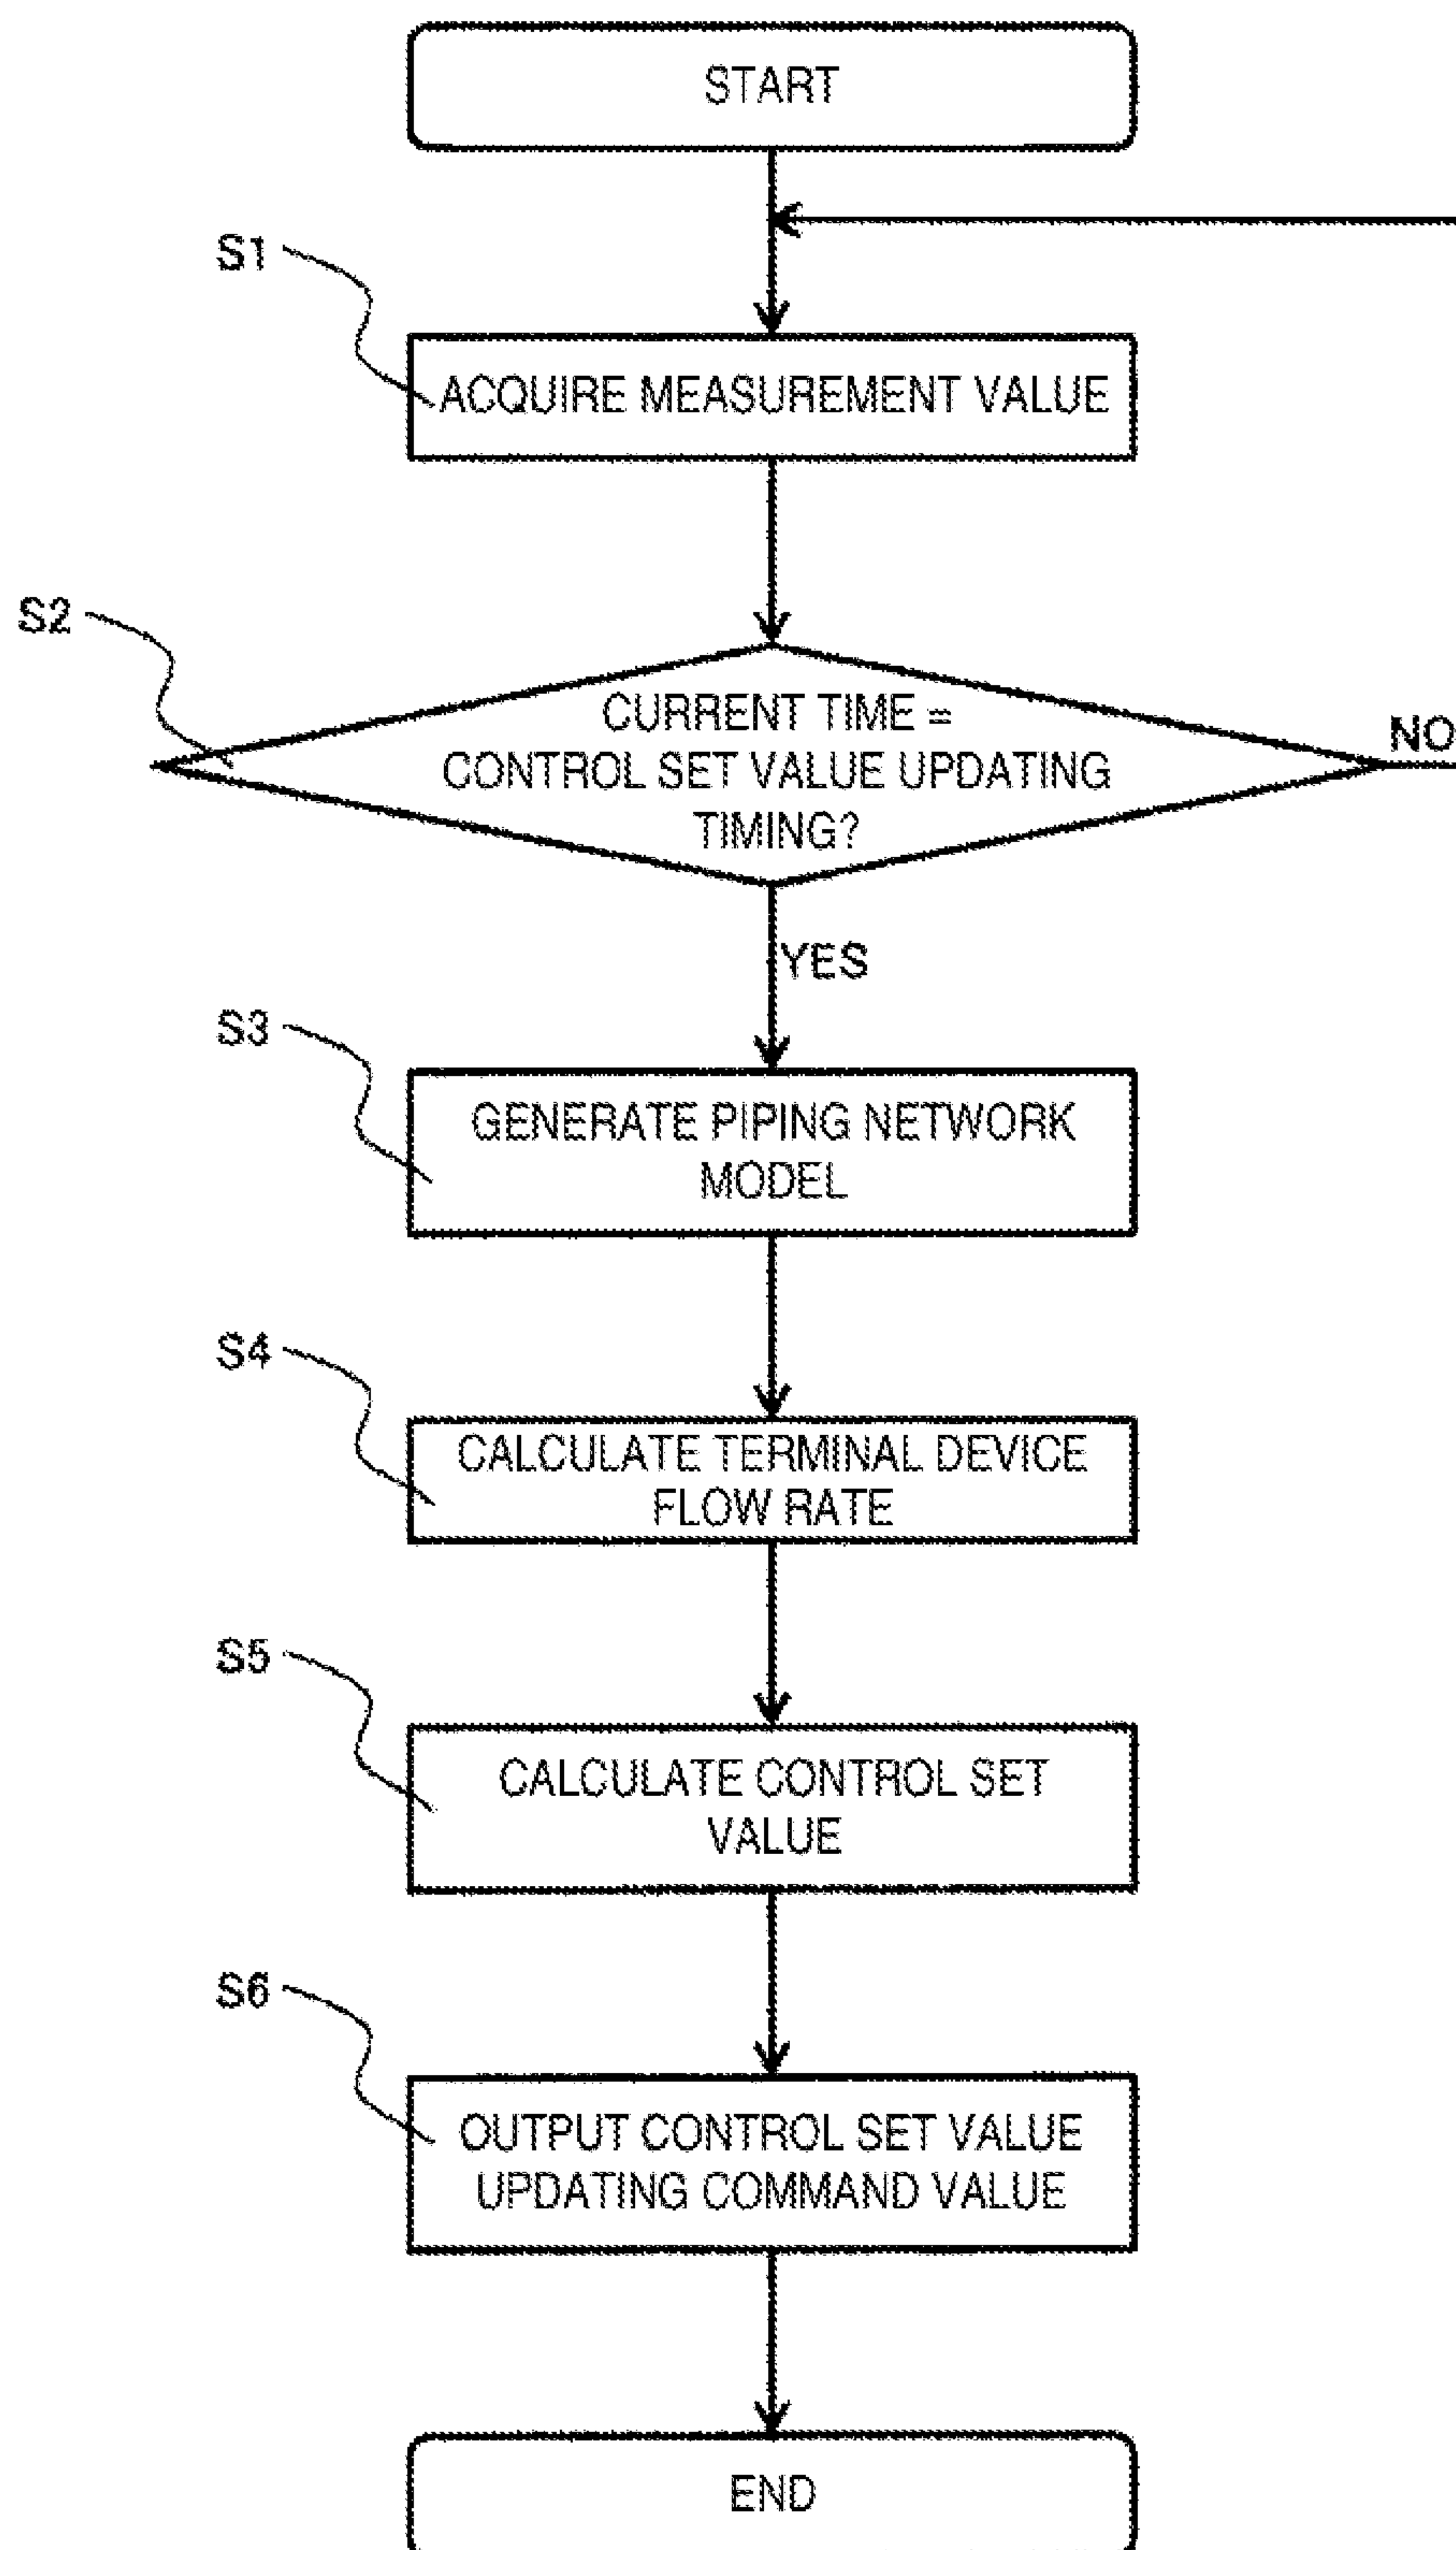 START
S1
ACQUIRE MEASUREMENT VALUE
S2
CURRENT TIME =
CONTROL SET VALUE UPDATING
TIMING?
NO
YES
S3
GENERATE PIPING NETWORK
MODEL
S4
CALCULATE TERMINAL DEVICE
FLOW RATE
S5
CALCULATE CONTROL SET
VALUE
S6
OUTPUT CONTROL SET VALUE
UPDATING COMMAND VALUE
END